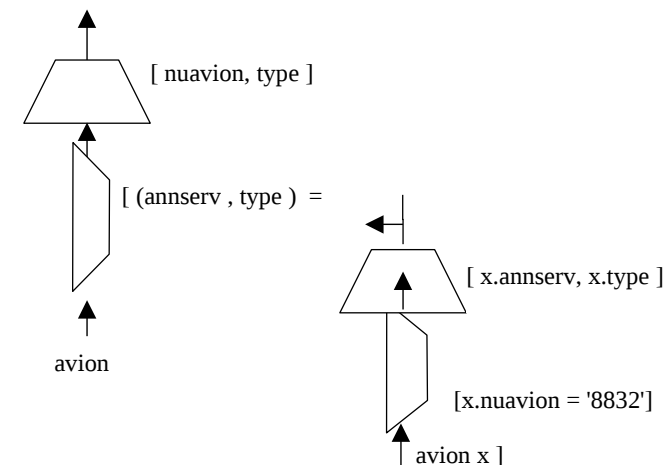 [ nuavion, type ]
[ (annserv , type ) =
[ x.annserv, x.type ]
avion
[x.nuavion = '8832']
avion x ]